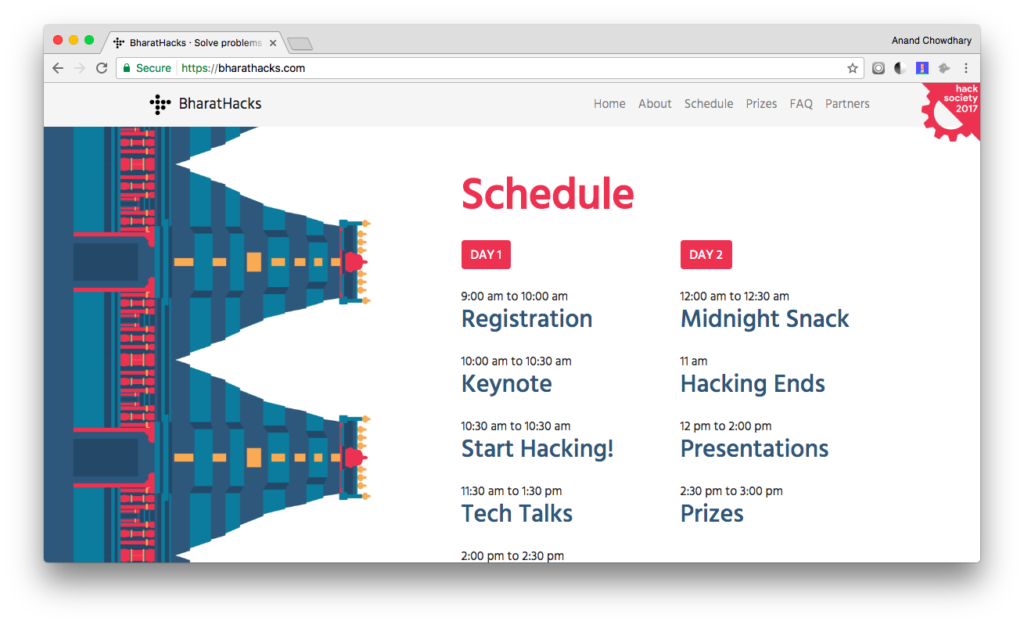 BharatHacks · Solve problems
Anand Chowdhary
Secure
https://bharathacks.com
BharatHacks
Home
About
Schedule
Prizes
FAQ
Partners
hack
society
2017
Schedule
DAY 1
9:00 am to 10:00 am
Registration
10:00 am to 10:30 am
Keynote
10:30 am to 10:30 am
Start Hacking!
11:30 am to 1:30 pm
Tech Talks
2:00 pm to 2:30 pm
DAY 2
12:00 am to 12:30 am
Midnight Snack
11 am
Hacking Ends
12 pm to 2:00 pm
Presentations
2:30 pm to 3:00 pm
Prizes